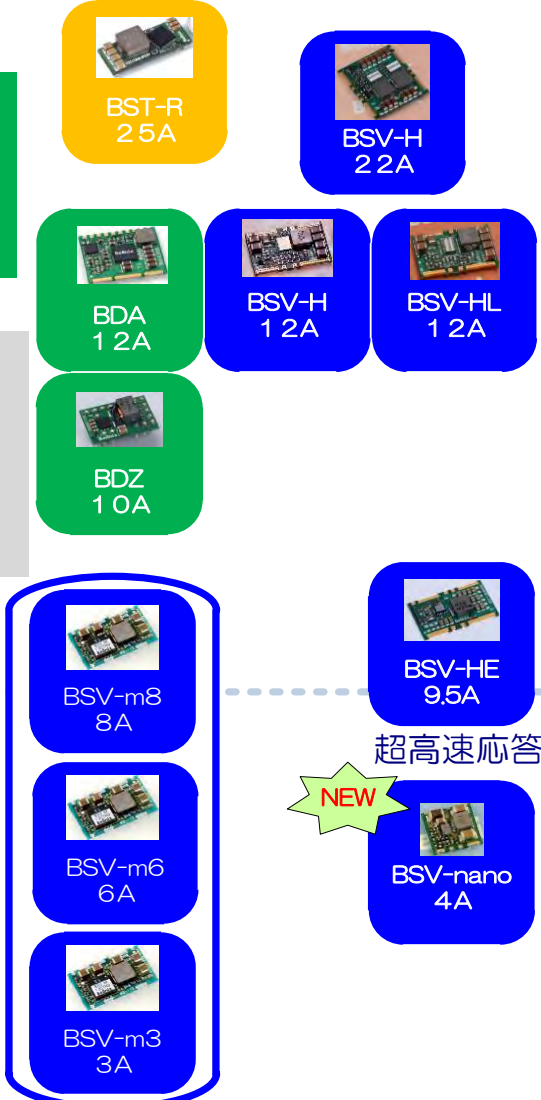 BST-R
25A
BSV-H
22A
BDA
12A
BSV-H
12A
BSV-HL
12A
BDZ
10A
BSV-m8
8A
BSV-HE
9.5A
超高速応答
NEW
BSV-m6
6A
BSV-nano
4A
BSV-m3
3A